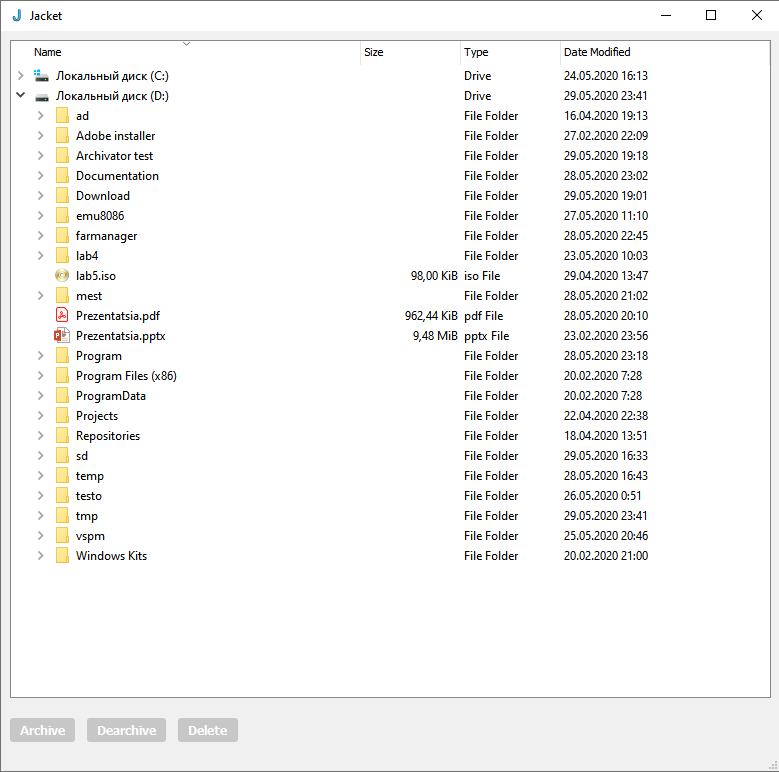 Jacket
Name Size Type Date Modified
Локальный диск (C:) Drive 24.05.2020 16:13
Локальный диск (D:) Drive 29.05.2020 23:41
ad File Folder 16.04.2020 19:13
Adobe installer File Folder 27.02.2020 22:09
Archivator test File Folder 29.05.2020 19:18
Documentation File Folder 28.05.2020 23:02
Download File Folder 29.05.2020 19:01
emu8086 File Folder 27.05.2020 11:10
farmanager File Folder 28.05.2020 22:45
lab4 File Folder 23.05.2020 10:03
lab5.iso 98,00 KiB iso File 29.04.2020 13:47
mest File Folder 28.05.2020 21:02
Prezentatsia.pdf 962,44 KiB pdf File 28.05.2020 20:10
Prezentatsia.pptx 9,48 MiB pptx File 23.02.2020 23:56
Program File Folder 28.05.2020 23:18
Program Files (x86) File Folder 20.02.2020 7:28
ProgramData File Folder 20.02.2020 7:28
Projects File Folder 22.04.2020 22:38
Repositories File Folder 18.04.2020 13:51
sd File Folder 29.05.2020 16:33
temp File Folder 28.05.2020 16:43
testo File Folder 26.05.2020 0:51
tmp File Folder 29.05.2020 23:41
vspm File Folder 25.05.2020 20:46
Windows Kits File Folder 20.02.2020 21:00
Archive Dearchive Delete